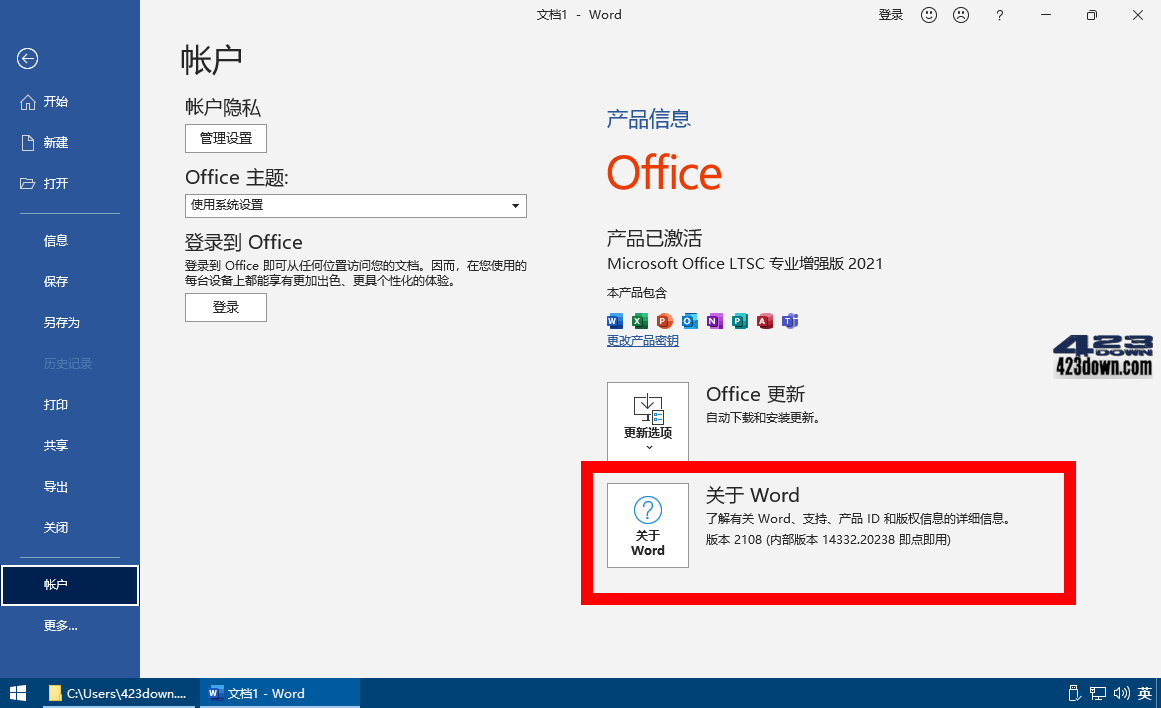 文档1 - Word
登录
?
开始
新建
打开
信息
保存
另存为
历史记录
打印
共享
导出
关闭
帐户
更多...
帐户
帐户隐私
管理设置
Office 主题:
使用系统设置
登录到 Office
登录到 Office 即可从任何位置访问您的文档。因而，在您使用的
每台设备上都能享有更加出色、更具个性化的体验。
登录
产品信息
Office
产品已激活
Microsoft Office LTSC 专业增强版 2021
本产品包含
W X P O N P A T
更改产品密钥
更新选项
Office 更新
自动下载和安装更新。
?
关于
Word
关于 Word
了解有关 Word、支持、产品 ID 和版权信息的详细信息。
版本 2108 (内部版本 14332.20238 即点即用)
423
DOWN
423down.com
C:\Users\423down....
W
文档1 - Word
英